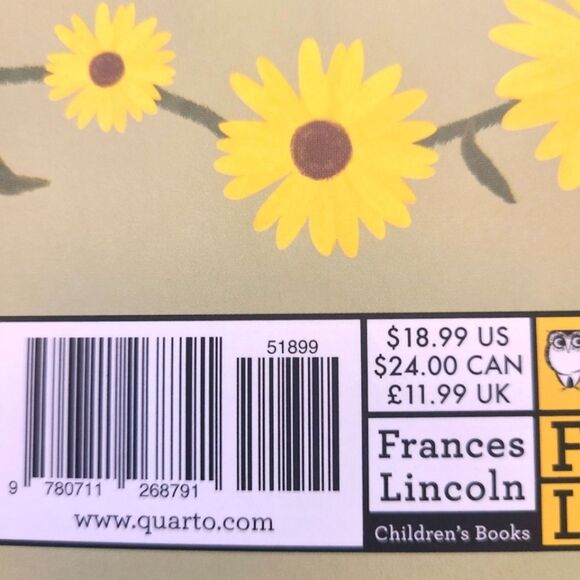 51899
9 780711 268791
www.quarto.com
$18.99 US
$24.00 CAN
£11.99 UK
Frances
Lincoln
Children's Books
F
L